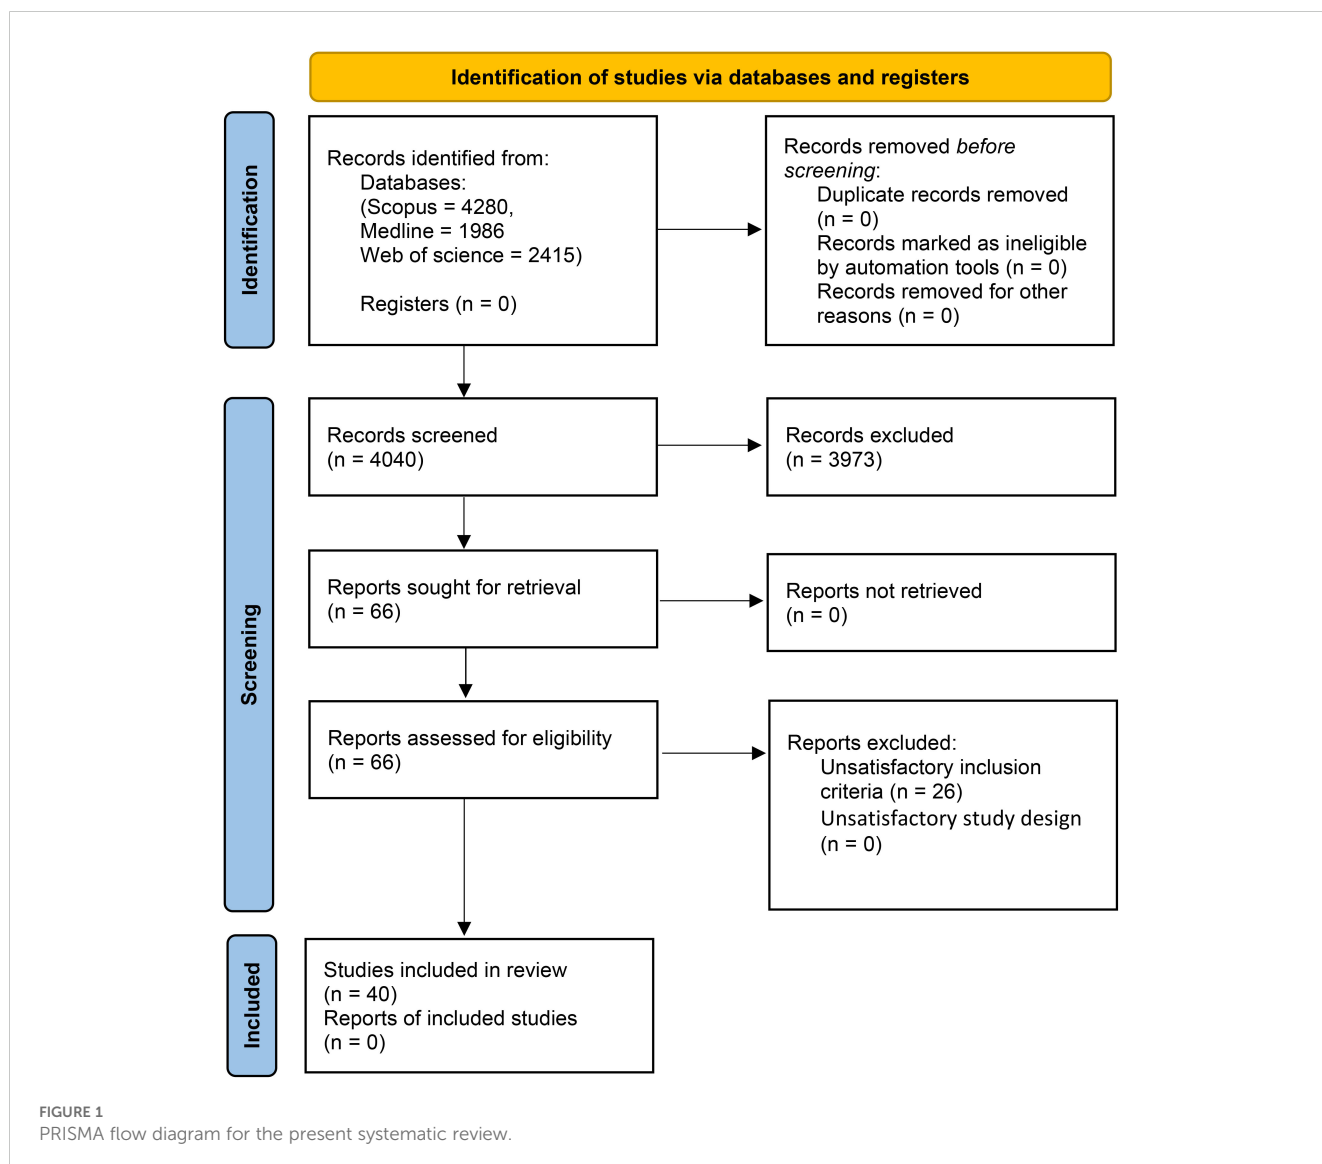 Identification of studies via databases and registers
Identification
Records identified from:
Databases:
(Scopus = 4280,
Medline = 1986
Web of science = 2415)
Registers (n = 0)
Records removed before
screening:
Duplicate records removed
(n = 0)
Records marked as ineligible
by automation tools (n = 0)
Records removed for other
reasons (n = 0)
Screening
Records screened
(n = 4040)
Records excluded
(n = 3973)
Reports sought for retrieval
(n = 66)
Reports not retrieved
(n = 0)
Reports assessed for eligibility
(n = 66)
Reports excluded:
Unsatisfactory inclusion
criteria (n = 26)
Unsatisfactory study design
(n = 0)
Included
Studies included in review
(n = 40)
Reports of included studies
(n = 0)
FIGURE 1
PRISMA flow diagram for the present systematic review.